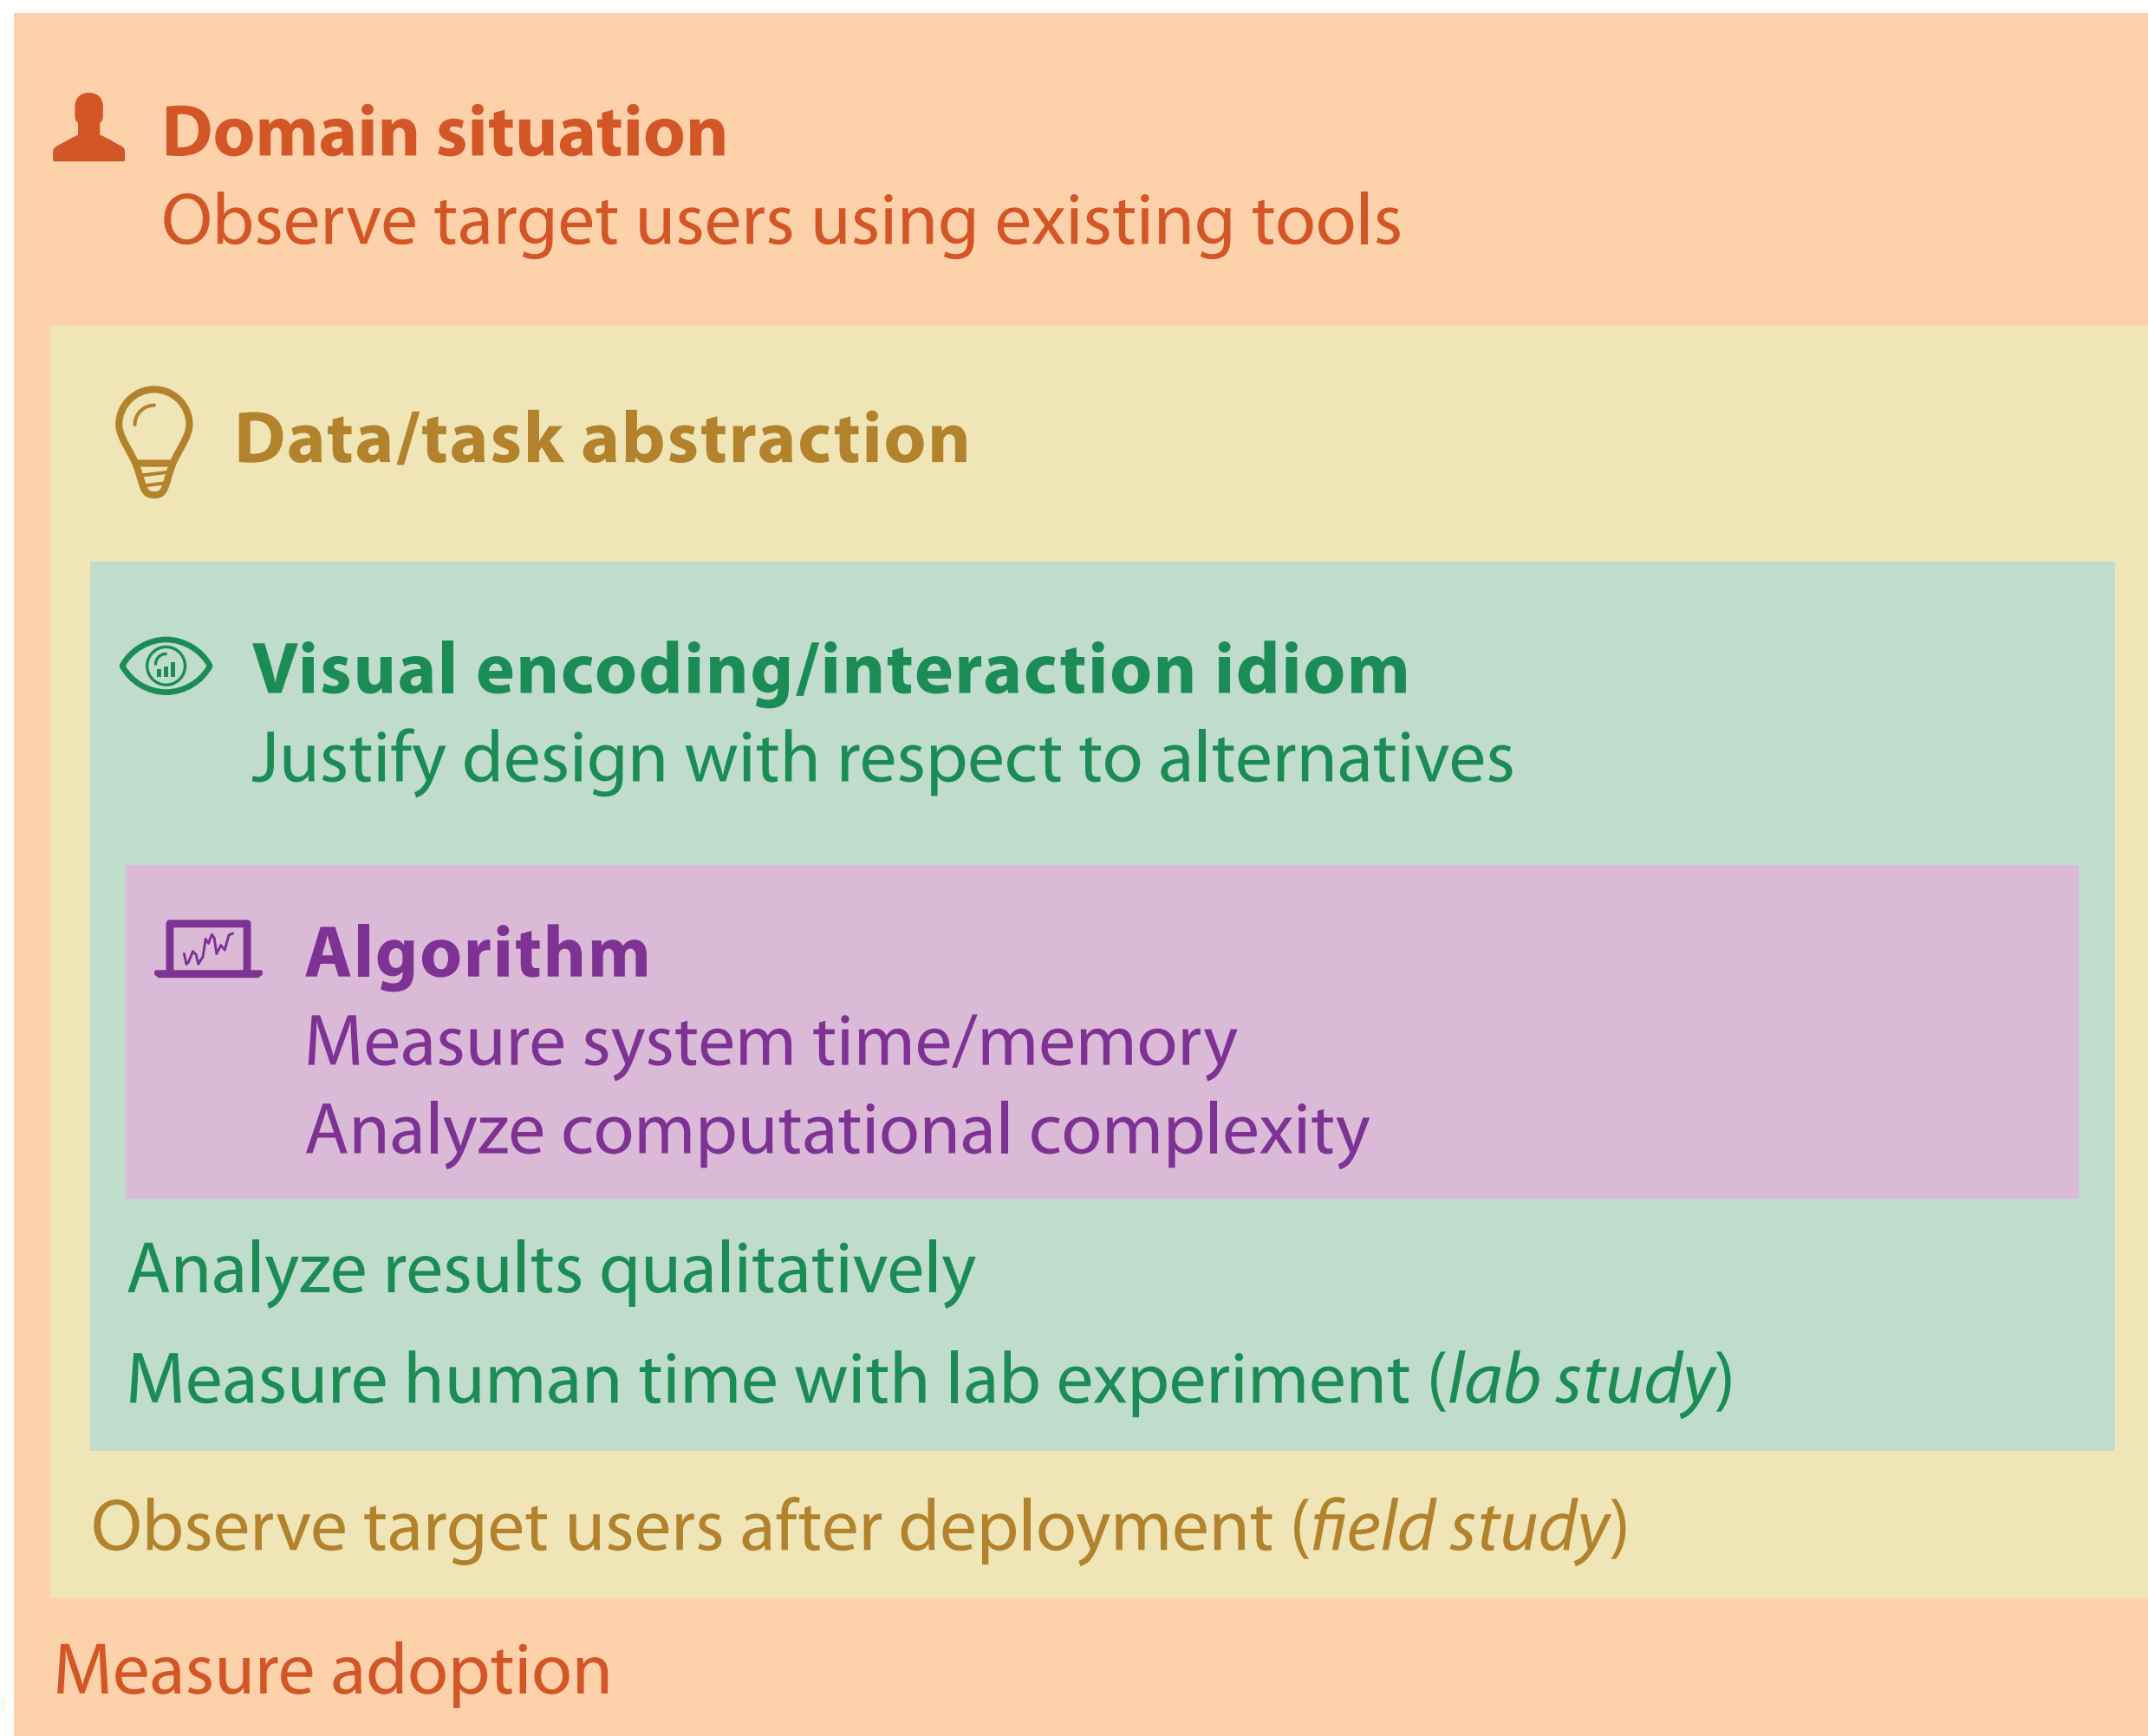 Domain situation
Observe target users using existing tools
Data/task abstraction
Visual encoding/interaction idiom
Justify design with respect to alternatives
Algorithm
Measure system time/memory
Analyze computational complexity
Analyze results qualitatively
Measure human time with lab experiment (lab study)
Observe target users after deployment (field study)
Measure adoption